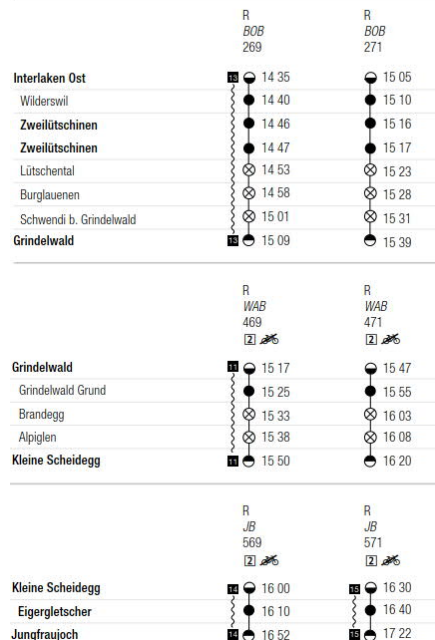 R R
BOB BOB
269 271
Interlaken Ost 13 14 35 15 05
Wilderswil 14 40 15 10
Zweilütschinen 14 46 15 16
Zweilütschinen 14 47 15 17
Lütschental 14 53 15 23
Burglauenen 14 58 15 28
Schwendi b. Grindelwald 15 01 15 31
Grindelwald 13 15 09 15 39
R R
WAB WAB
469 471
2 2
Grindelwald 11 15 17 15 47
Grindelwald Grund 15 25 15 55
Brandegg 15 33 16 03
Alpiglen 15 38 16 08
Kleine Scheidegg 11 15 50 16 20
R R
JB JB
569 571
2 2
Kleine Scheidegg 14 16 00 15 16 30
Eigergletscher 16 10 16 40
Jungfraujoch 14 16 52 15 17 22